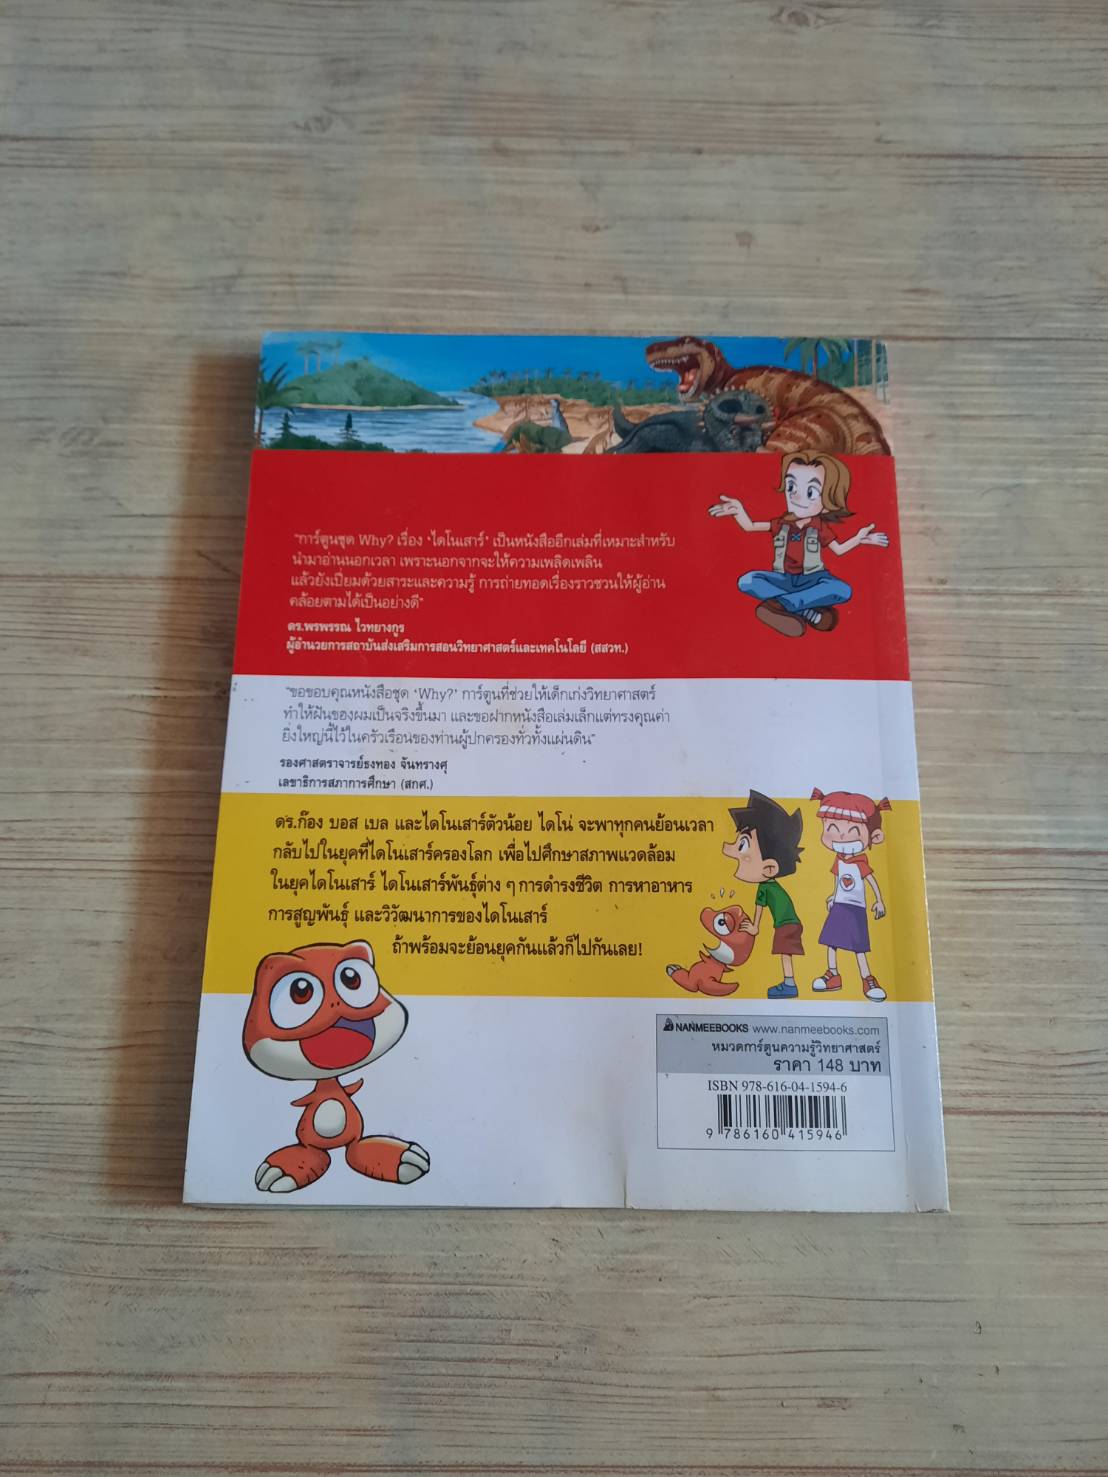 "การ์ตูนชุด Why? เรื่อง 'ไดโนเสาร์' เป็นหนังสืออีกเล่มที่เหมาะสำหรับ
นำมาอ่านนอกเวลา เพราะนอกจากจะให้ความเพลิดเพลิน
แล้วยังเปี่ยมด้วยสาระและความรู้ การถ่ายทอดเรื่องราวชวนให้ผู้อ่าน
คล้อยตามได้เป็นอย่างดี"
ดร.พรพรรณ ไวทยางกูร
ผู้อำนวยการสถาบันส่งเสริมการสอนวิทยาศาสตร์และเทคโนโลยี (สสวท.)
"ขอขอบคุณหนังสือชุด 'Why?' การ์ตูนที่ช่วยให้เด็กเก่งวิทยาศาสตร์
ทำให้ฝันของผมเป็นจริงขึ้นมา และขอฝากหนังสือเล่มเล็กแต่ทรงคุณค่า
ยิ่งใหญ่นี้ไว้ในครัวเรือนของท่านผู้ปกครองทั่วทั้งแผ่นดิน"
รองศาสตราจารย์ธงทอง จันทรางศุ
เลขาธิการสภาการศึกษา (สกศ.)
ดร.ก๊อง บอส เบล และไดโนเสาร์ตัวน้อย ไดโน่ จะพาทุกคนย้อนเวลา
กลับไปในยุคที่ไดโนเสาร์ครองโลก เพื่อไปศึกษาสภาพแวดล้อม
ในยุคไดโนเสาร์ ไดโนเสาร์พันธุ์ต่าง ๆ การดำรงชีวิต การหาอาหาร
การสูญพันธุ์ และวิวัฒนาการของไดโนเสาร์
ถ้าพร้อมจะย้อนยุคกันแล้วก็ไปกันเลย!
NANMEEBOOKS www.nanmeebooks.com
หมวดการ์ตูนความรู้วิทยาศาสตร์
ราคา 148 บาท
ISBN 978-616-04-1594-6
9 786160 415946